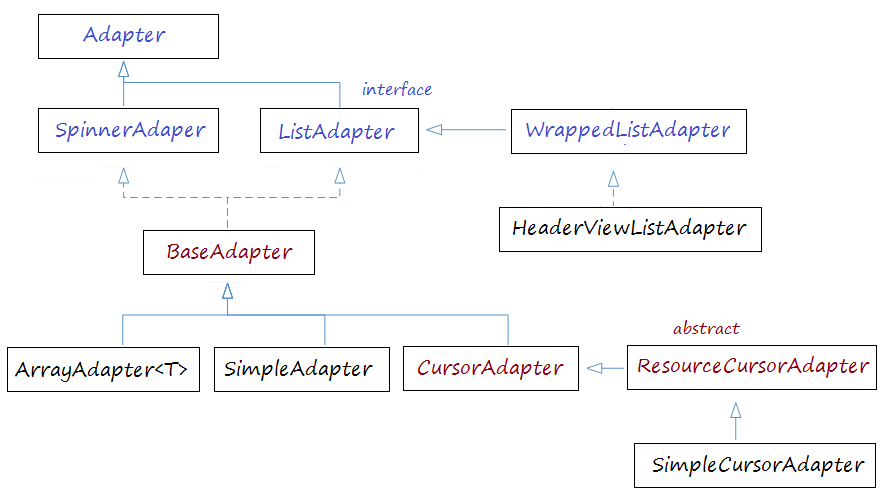 Adapter
interface
SpinnerAdaper
ListAdapter
WrappedListAdapter
HeaderViewListAdapter
BaseAdapter
abstract
ArrayAdapter<T>
SimpleAdapter
CursorAdapter
ResourceCursorAdapter
SimpleCursorAdapter